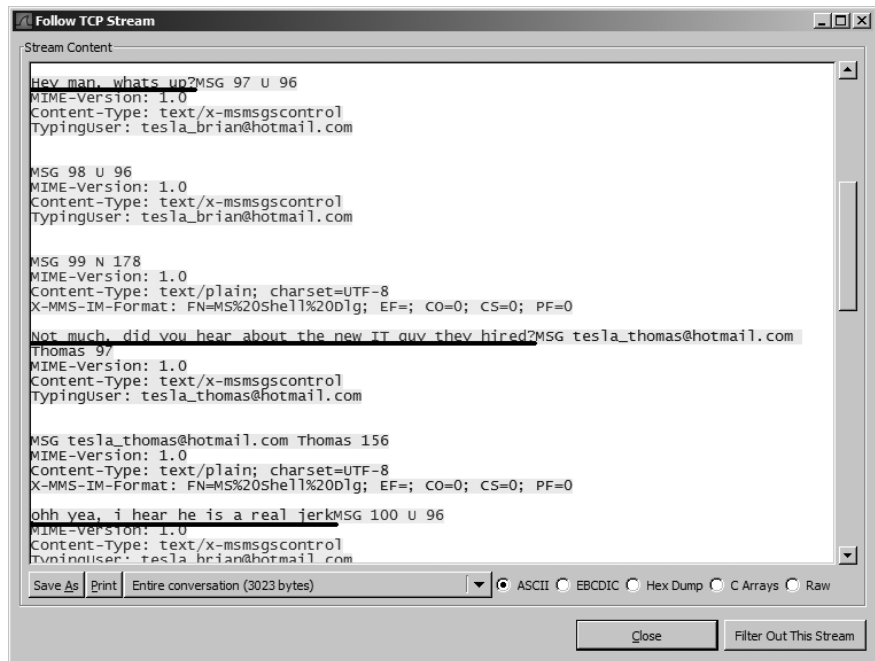 Follow TCP Stream
Stream Content
Hey man, whats up?MSG 97 U 96
MIME-Version: 1.0
Content-Type: text/x-msmsgscontrol
TypingUser: tesla_brian@hotmail.com
MSG 98 U 96
MIME-Version: 1.0
Content-Type: text/x-msmsgscontrol
TypingUser: tesla_brian@hotmail.com
MSG 99 N 178
MIME-Version: 1.0
Content-Type: text/plain; charset=UTF-8
X-MMS-IM-Format: FN=MS%20Shell%20Dlg; EF=; CO=0; CS=0; PF=0
Not much, did you hear about the new IT guy they hired?MSG tesla_thomas@hotmail.com
Thomas 97
MIME-Version: 1.0
Content-Type: text/x-msmsgscontrol
TypingUser: tesla_thomas@hotmail.com
MSG tesla_thomas@hotmail.com Thomas 156
MIME-Version: 1.0
Content-Type: text/plain; charset=UTF-8
X-MMS-IM-Format: FN=MS%20Shell%20Dlg; EF=; CO=0; CS=0; PF=0
ohh yea, i hear he is a real jerkMSG 100 U 96
MIME-Version: 1.0
Content-Type: text/x-msmsgscontrol
TypingUser: tesla_brian@hotmail.com
Save As Print Entire conversation (3023 bytes) ASCII EBCDIC Hex Dump C Arrays Raw
Close Filter Out This Stream